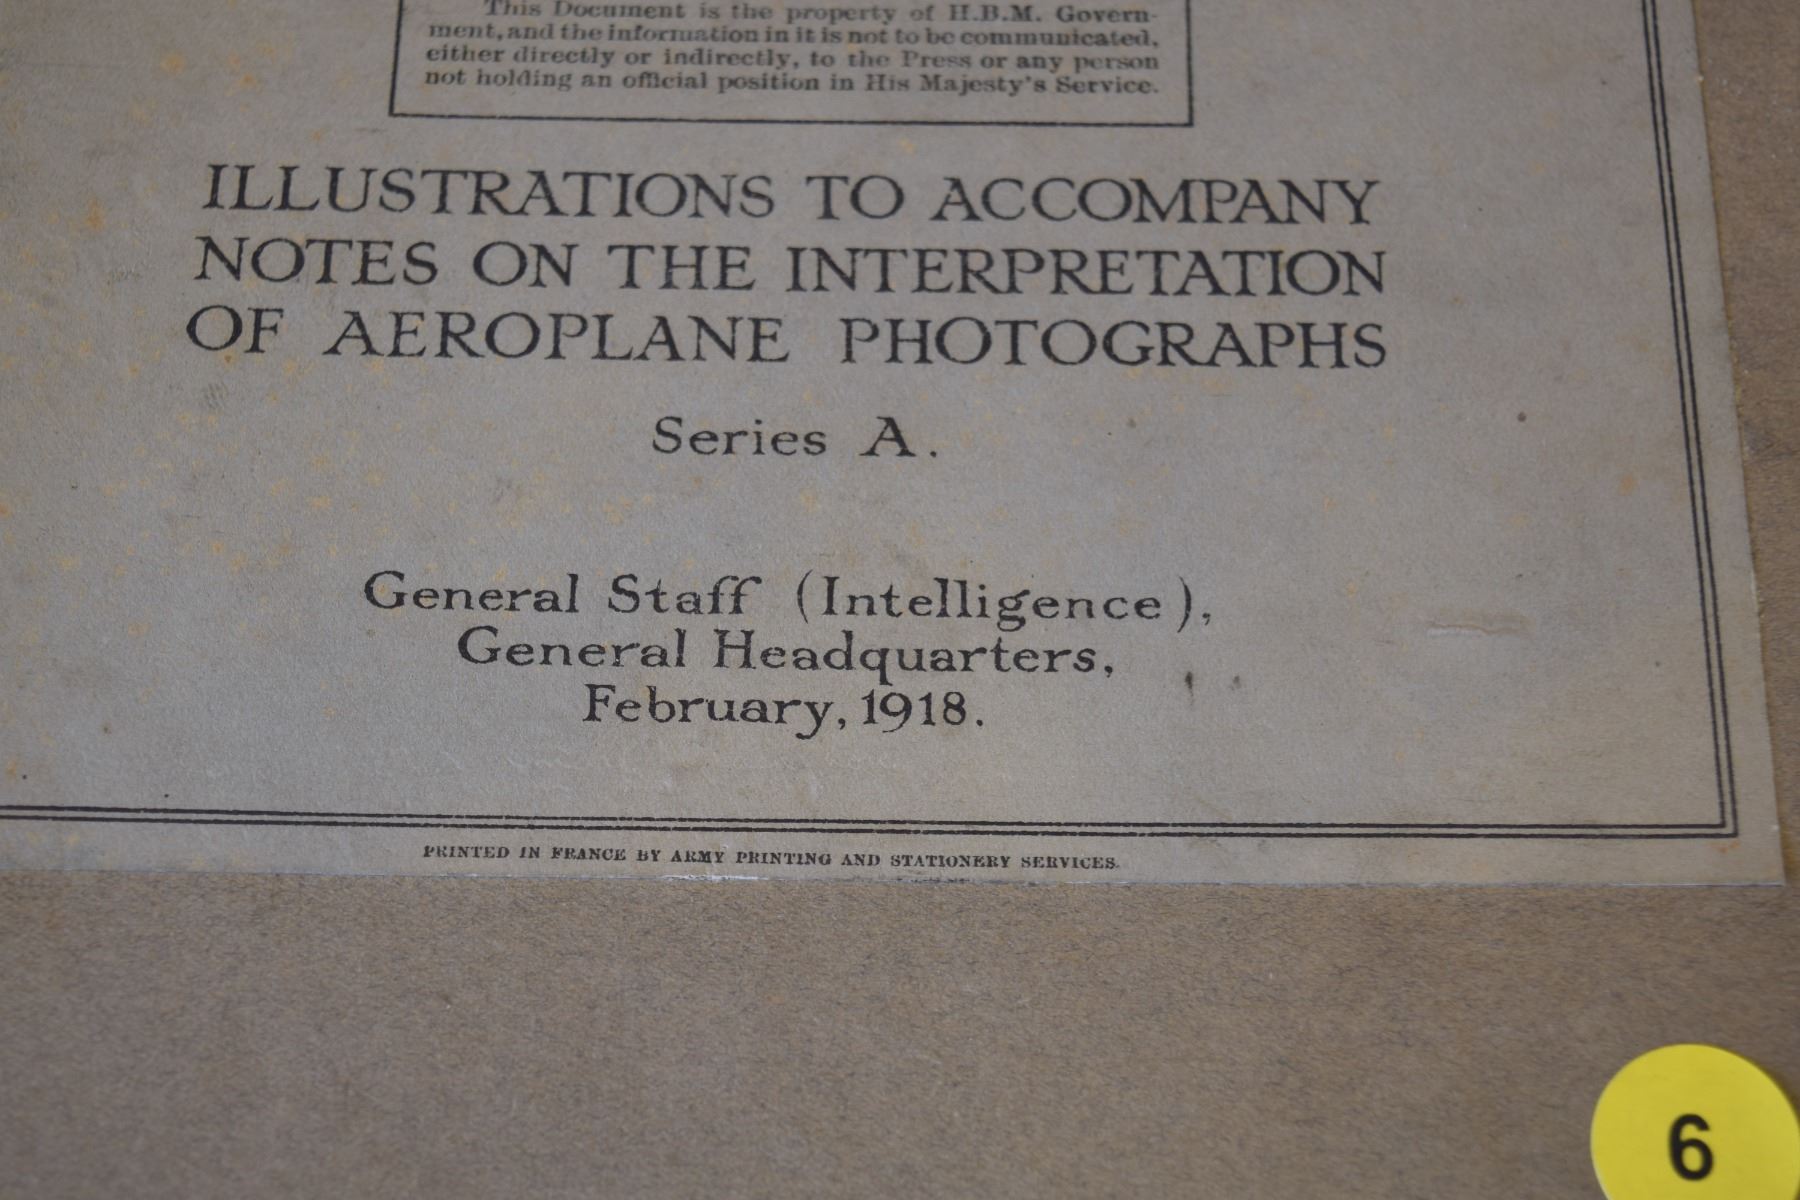 This Document is the property of H.B.M. Govern-
ment, and the information in it is not to be communicated,
either directly or indirectly, to the Press or any person
not holding an official position in His Majesty's Service.
ILLUSTRATIONS TO ACCOMPANY
NOTES ON THE INTERPRETATION
OF AEROPLANE PHOTOGRAPHS
Series A.
General Staff (Intelligence),
General Headquarters,
February, 1918.
PRINTED IN FRANCE BY ARMY PRINTING AND STATIONERY SERVICES.
6